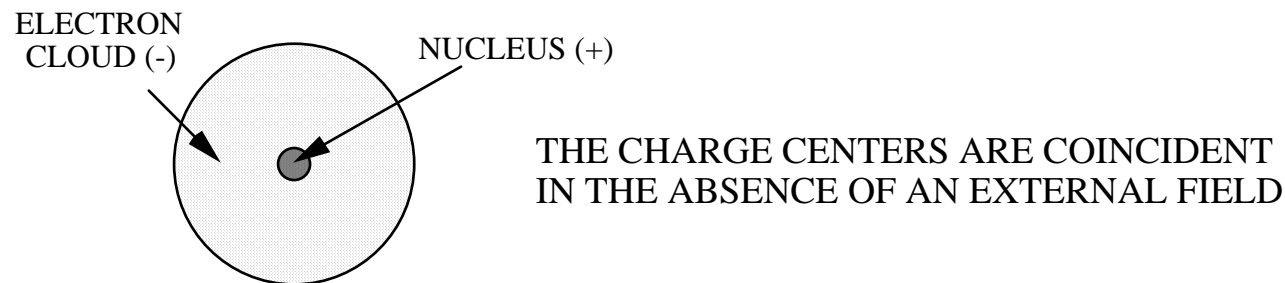 ELECTRON
CLOUD (-)
NUCLEUS (+)
THE CHARGE CENTERS ARE COINCIDENT
IN THE ABSENCE OF AN EXTERNAL FIELD